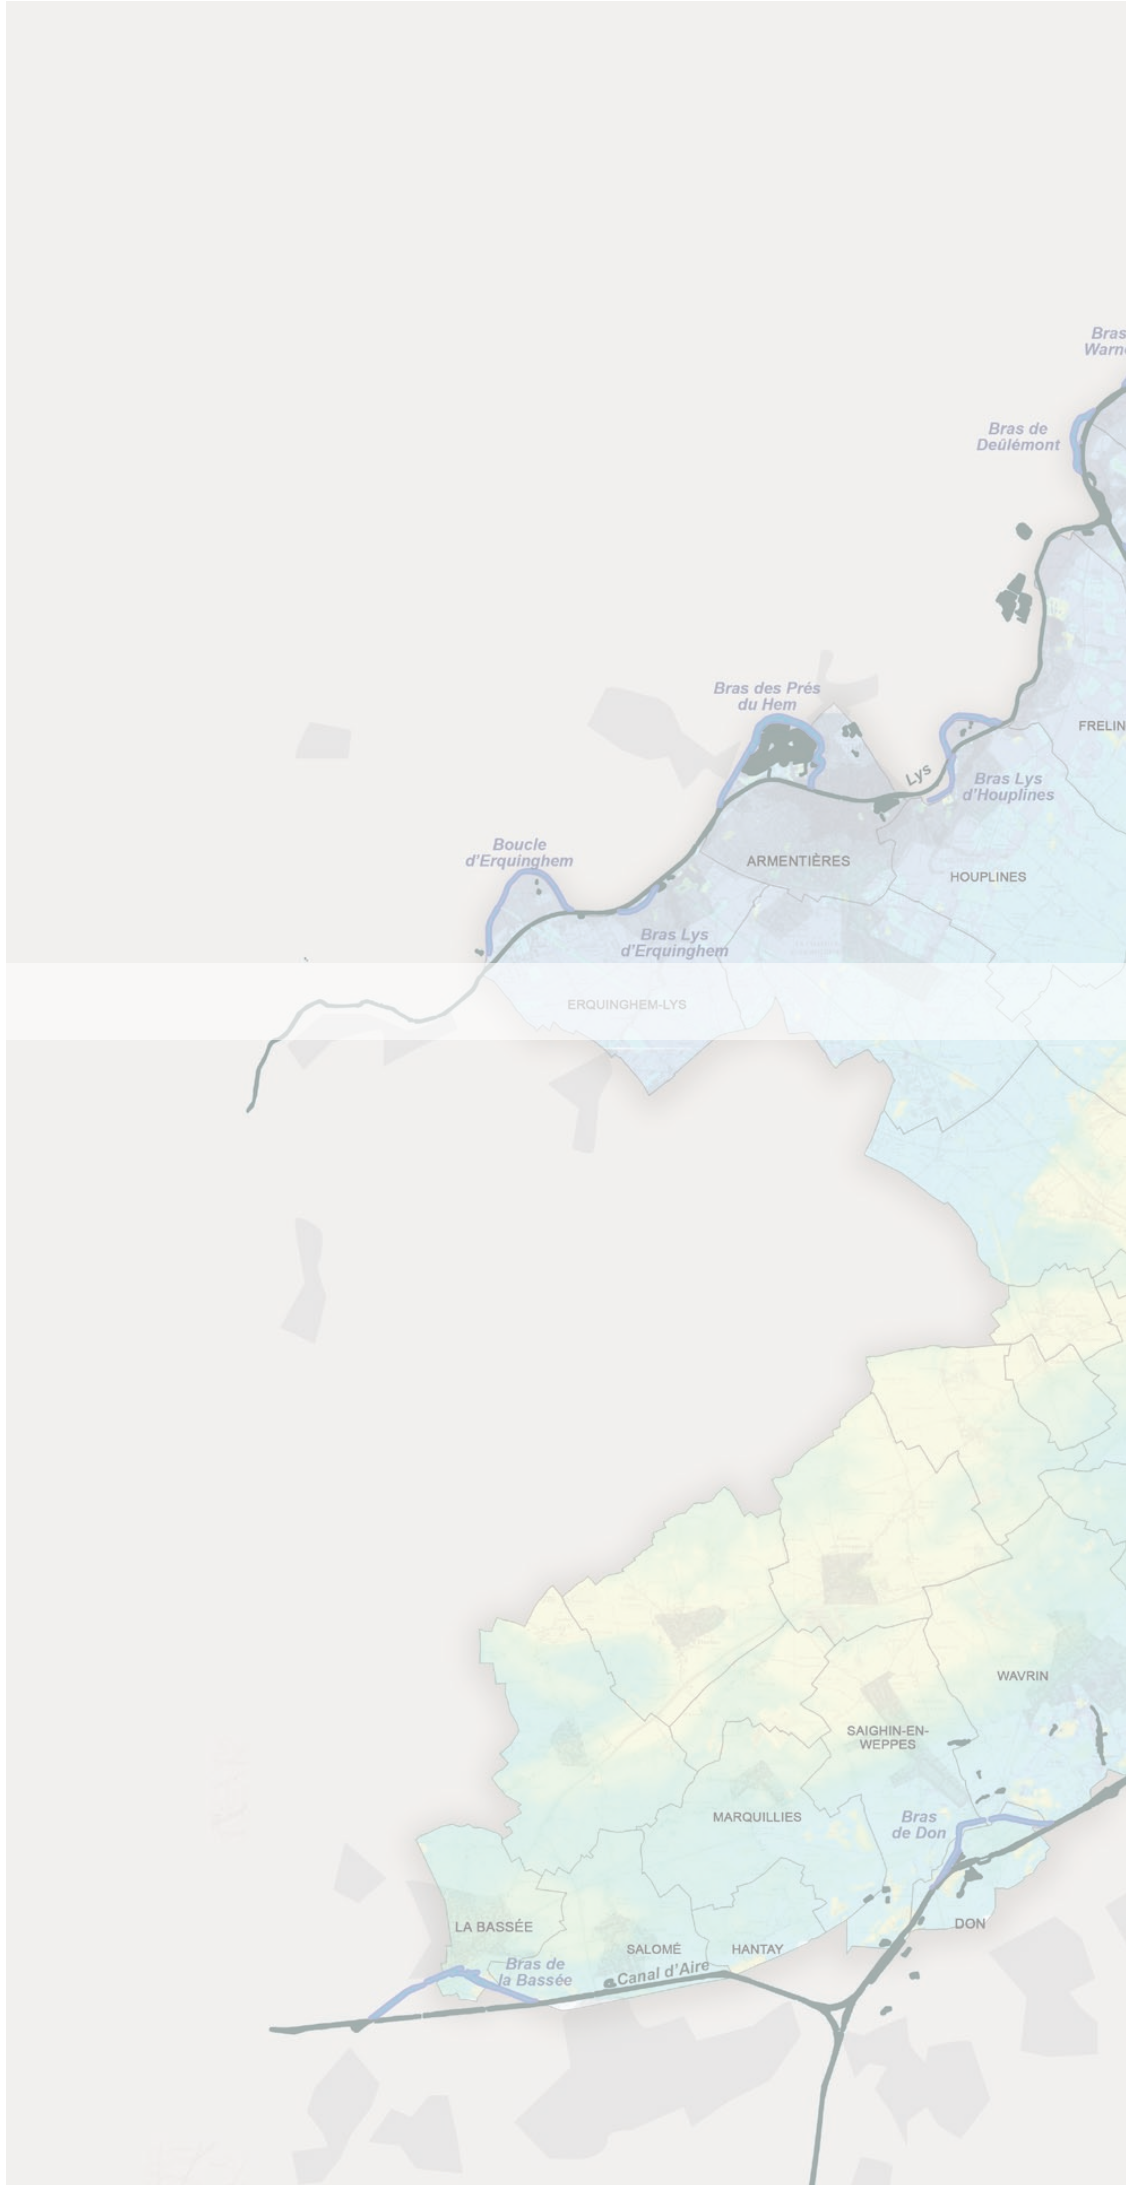 Bras
Bras de
Deûlémont
Bras des Prés
du Hem
FRELIN
Lys
Bras Lys
d'Houplines
Boucle
d'Erquinghem
ARMENTIÈRES
HOUPLINES
Bras Lys
d'Erquinghem
ERQUINGHEM-LYS
WAVRIN
SAIGHIN-EN-
WEPPES
MARQUILLIES
Bras
de Don
LA BASSÉE
DON
SALOMÉ
HANTAY
Bras de
la Bassée
Canal d'Aire